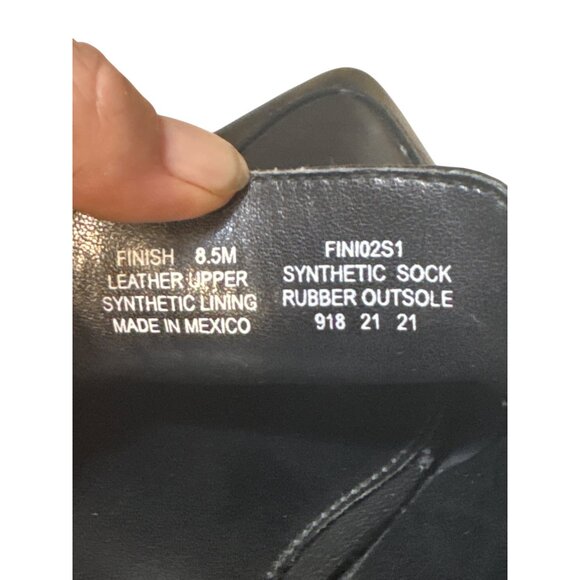 FINISH 8.5M
LEATHER UPPER
SYNTHETIC LINING
MADE IN MEXICO
FINI02S1
SYNTHETIC SOCK
RUBBER OUTSOLE
918 21 21